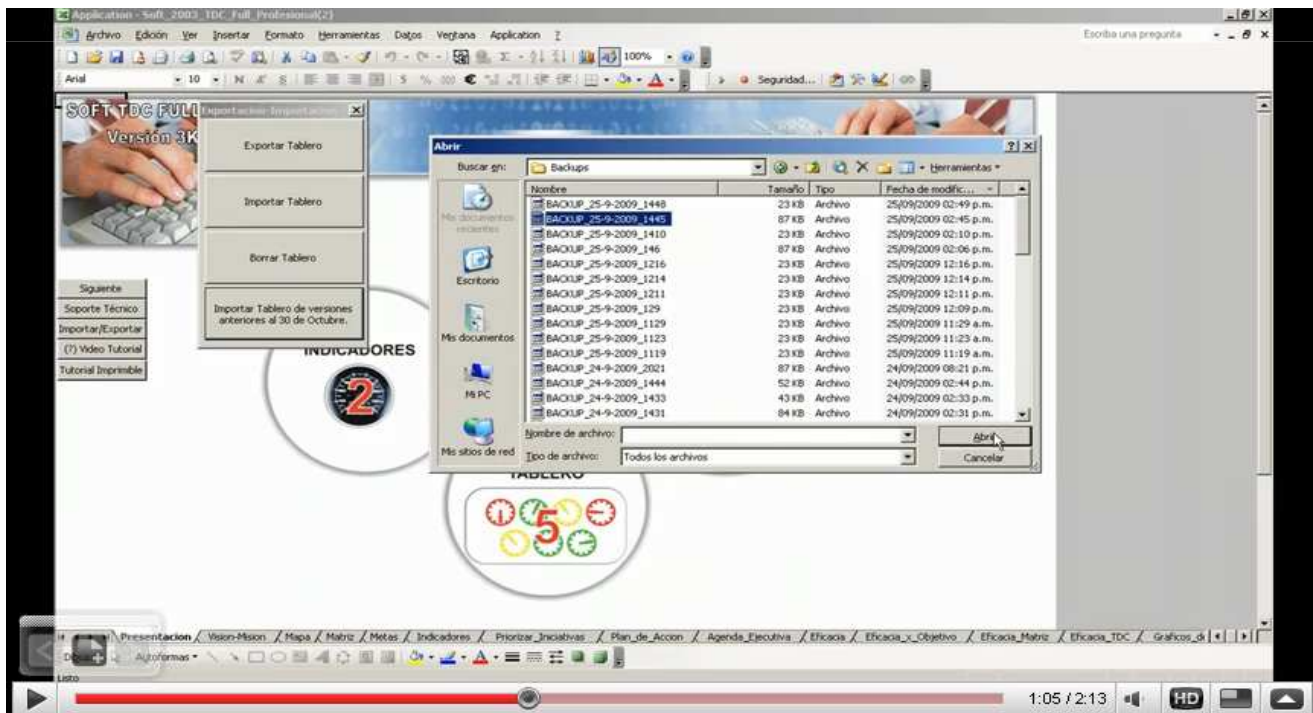 Application - Soft_2003_TDC_Full_Profesional(2)
Archivo Edición Ver Insertar Formato Herramientas Datos Ventana Application ?
Escriba una pregunta
100%
Arial 10 N K S
Seguridad...
SOFT TDC FULL
Versión 3K
Exportacion Importacion
Exportar Tablero
Importar Tablero
Borrar Tablero
Importar Tablero de versiones
anteriores al 30 de Octubre.
Siguiente
Soporte Técnico
Importar/Exportar
(?) Video Tutorial
Tutorial Imprimible
INDICADORES
2
TABLERO
5
Abrir
Buscar en: Backups
Herramientas
Mis documentos
recientes
Escritorio
Mis documentos
Mi PC
Mis sitios de red
Nombre Tamaño Tipo Fecha de modific...
BACKUP_25-9-2009_1448 23 KB Archivo 25/09/2009 02:49 p.m.
BACKUP_25-9-2009_1445 87 KB Archivo 25/09/2009 02:45 p.m.
BACKUP_25-9-2009_1410 23 KB Archivo 25/09/2009 02:10 p.m.
BACKUP_25-9-2009_146 87 KB Archivo 25/09/2009 02:06 p.m.
BACKUP_25-9-2009_1216 23 KB Archivo 25/09/2009 12:16 p.m.
BACKUP_25-9-2009_1214 23 KB Archivo 25/09/2009 12:14 p.m.
BACKUP_25-9-2009_1211 23 KB Archivo 25/09/2009 12:11 p.m.
BACKUP_25-9-2009_129 23 KB Archivo 25/09/2009 12:09 p.m.
BACKUP_25-9-2009_1129 23 KB Archivo 25/09/2009 11:29 a.m.
BACKUP_25-9-2009_1123 23 KB Archivo 25/09/2009 11:23 a.m.
BACKUP_25-9-2009_1119 23 KB Archivo 25/09/2009 11:19 a.m.
BACKUP_24-9-2009_2021 87 KB Archivo 24/09/2009 08:21 p.m.
BACKUP_24-9-2009_1444 52 KB Archivo 24/09/2009 02:44 p.m.
BACKUP_24-9-2009_1433 43 KB Archivo 24/09/2009 02:33 p.m.
BACKUP_24-9-2009_1431 84 KB Archivo 24/09/2009 02:31 p.m.
Nombre de archivo:
Abrir
Tipo de archivo: Todos los archivos
Cancelar
Presentacion / Vision-Mision / Mapa / Matriz / Metas / Indicadores / Priorizar_Iniciativas / Plan_de_Accion / Agenda_Ejecutiva / Eficacia / Eficacia_x_Objetivo / Eficacia_Matriz / Eficacia_TDC / Graficos_de
Autoformas
Listo
1:05 / 2:13 HD